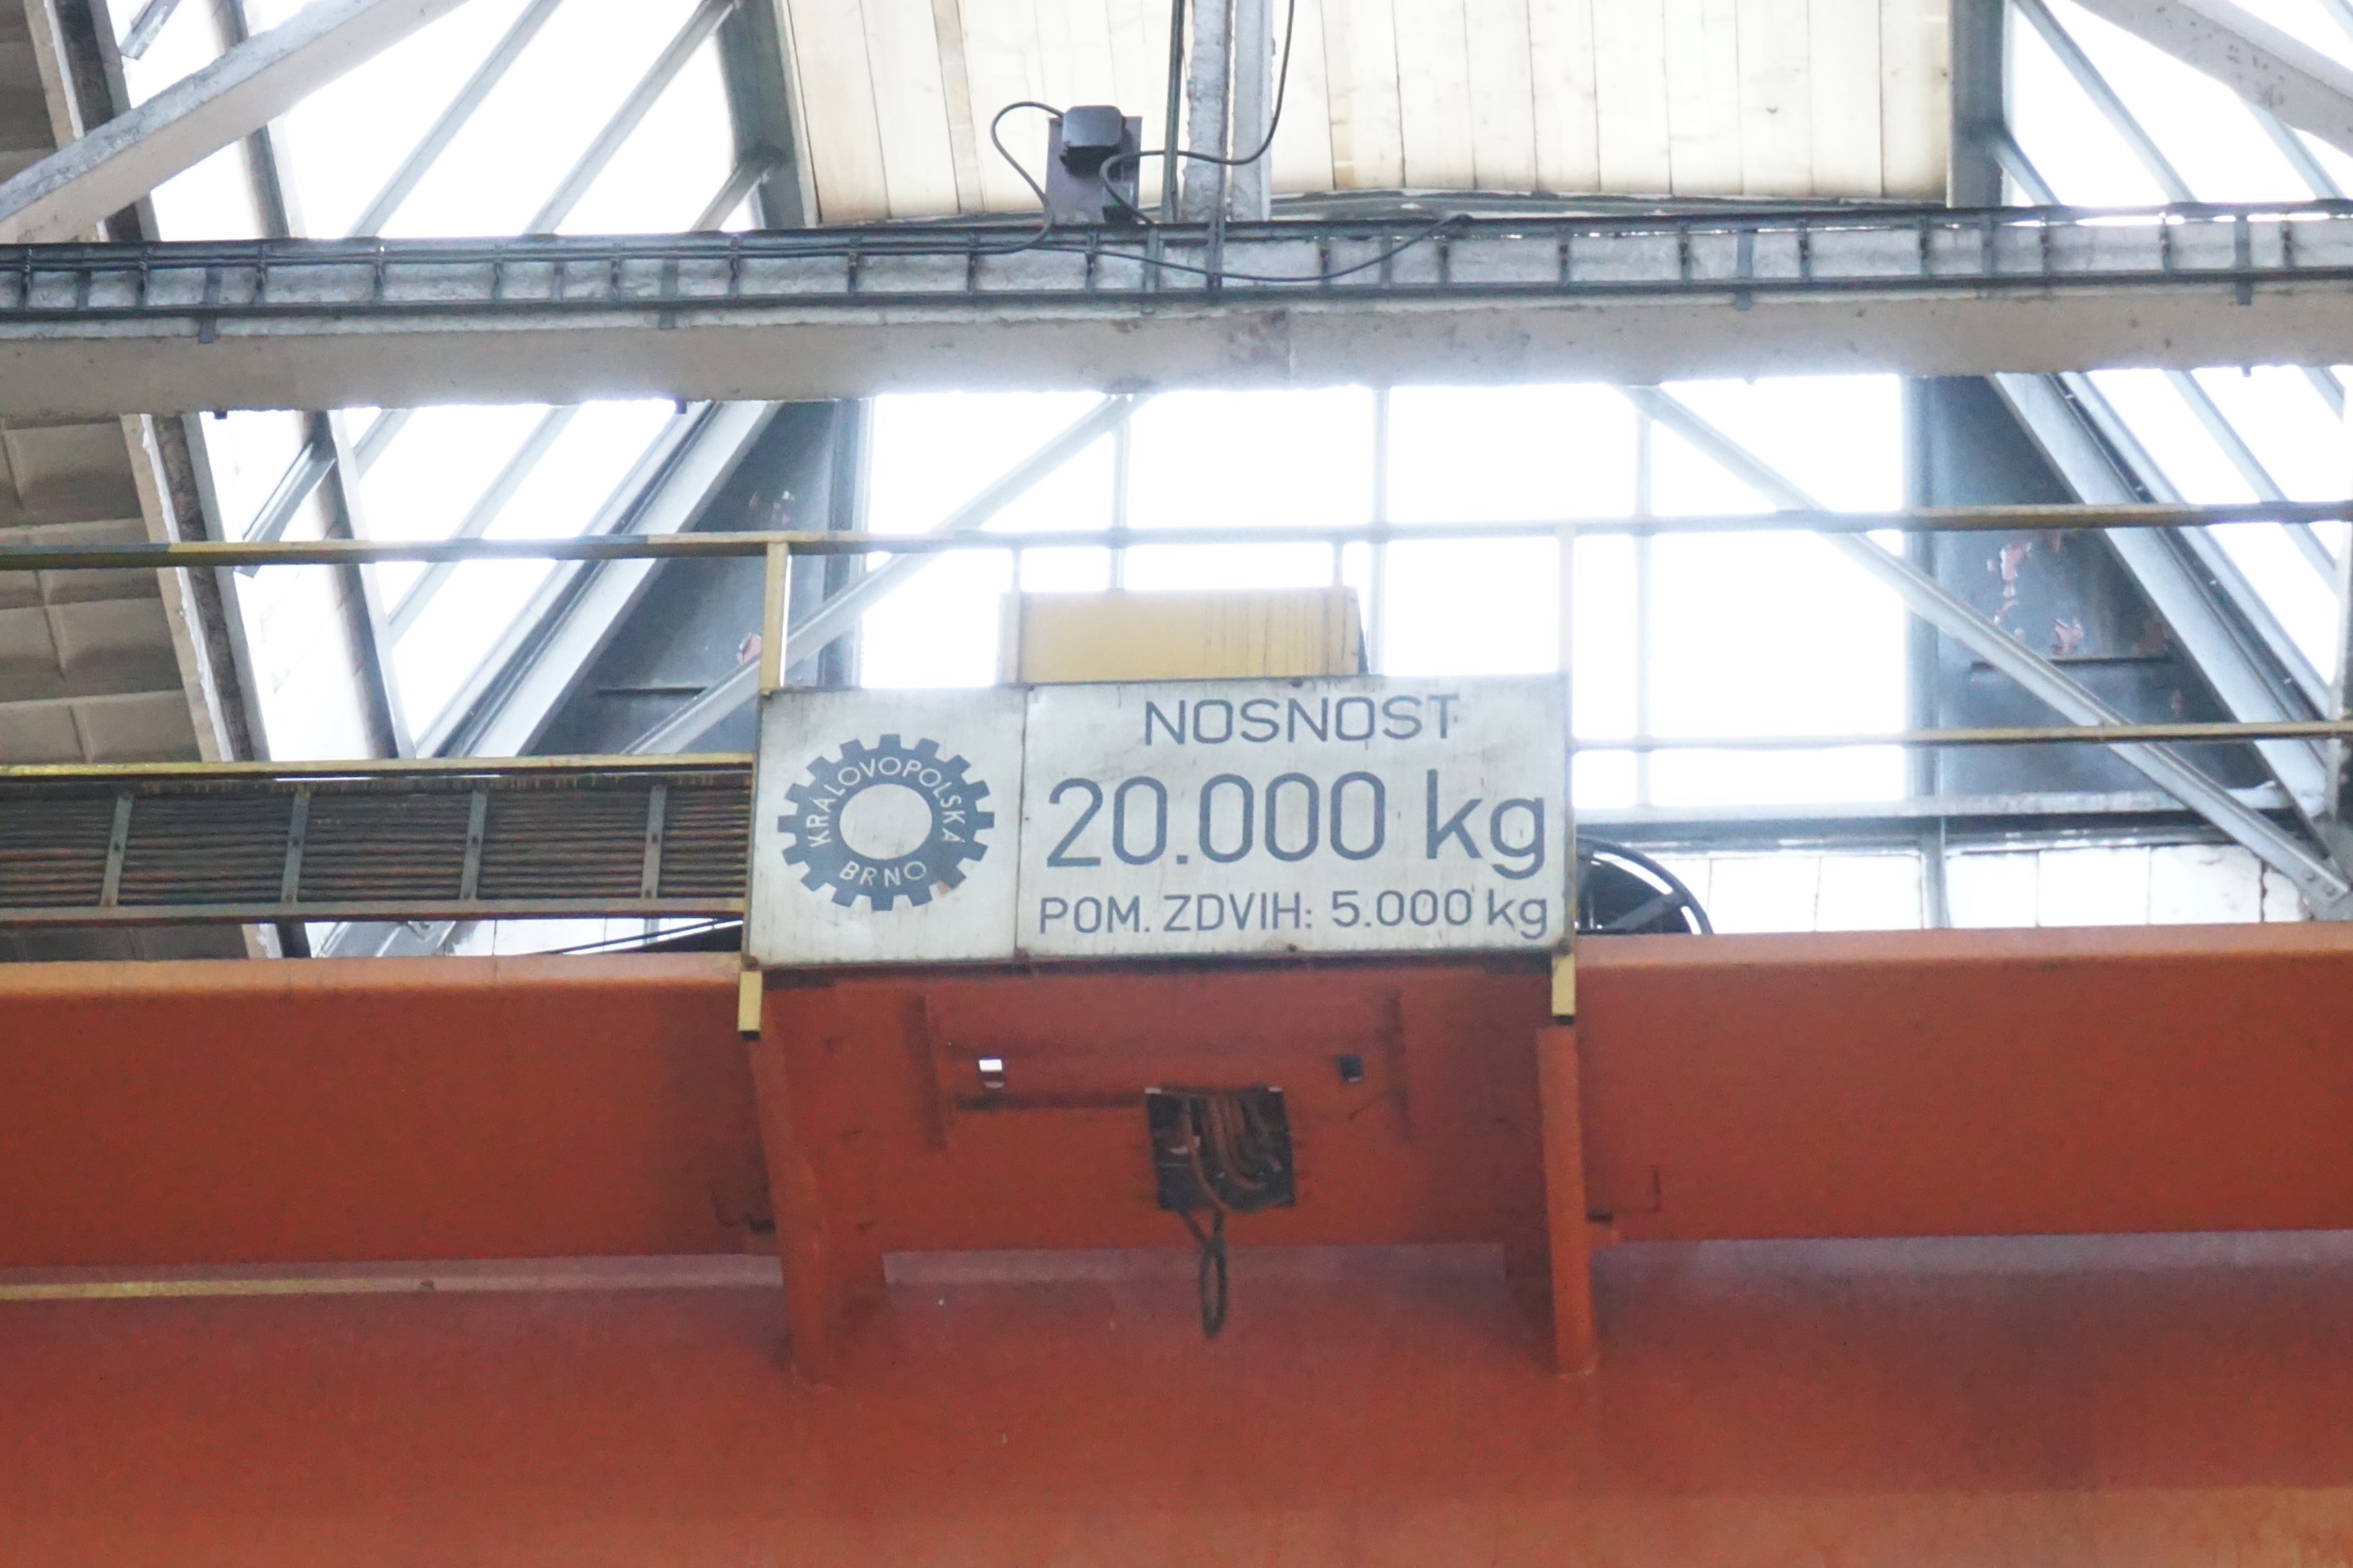 KRÁLOVOPOLSKÁ
BRNO
NOSNOST
20.000 kg
POM. ZDVIH: 5.000 kg